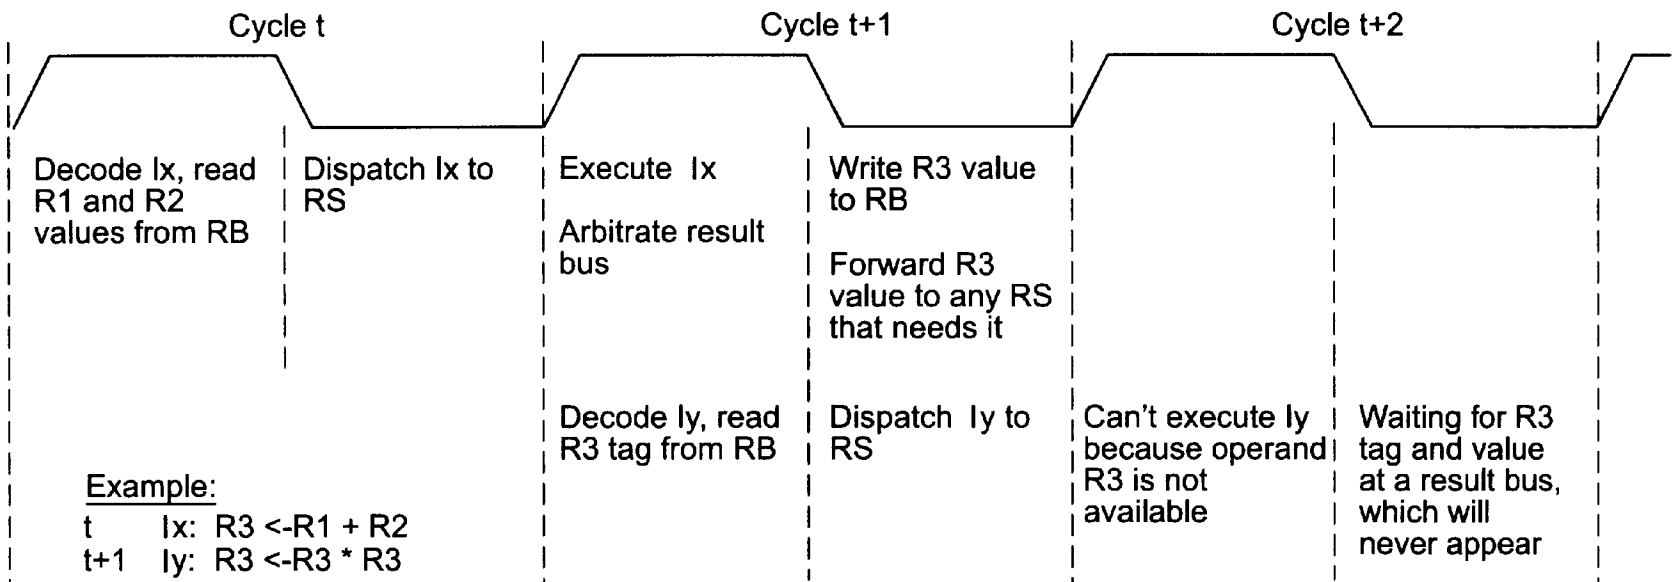 Cycle t
Cycle t+1
Cycle t+2
Decode Ix, read
R1 and R2
values from RB
Dispatch Ix to
RS
Execute Ix
Arbitrate result
bus
Write R3 value
to RB
Forward R3
value to any RS
that needs it
Decode Iy, read
R3 tag from RB
Dispatch Iy to
RS
Can't execute Iy
because operand
R3 is not
available
Waiting for R3
tag and value
at a result bus,
which will
never appear
Example:
t Ix: R3 <-R1 + R2
t+1 Iy: R3 <-R3 * R3